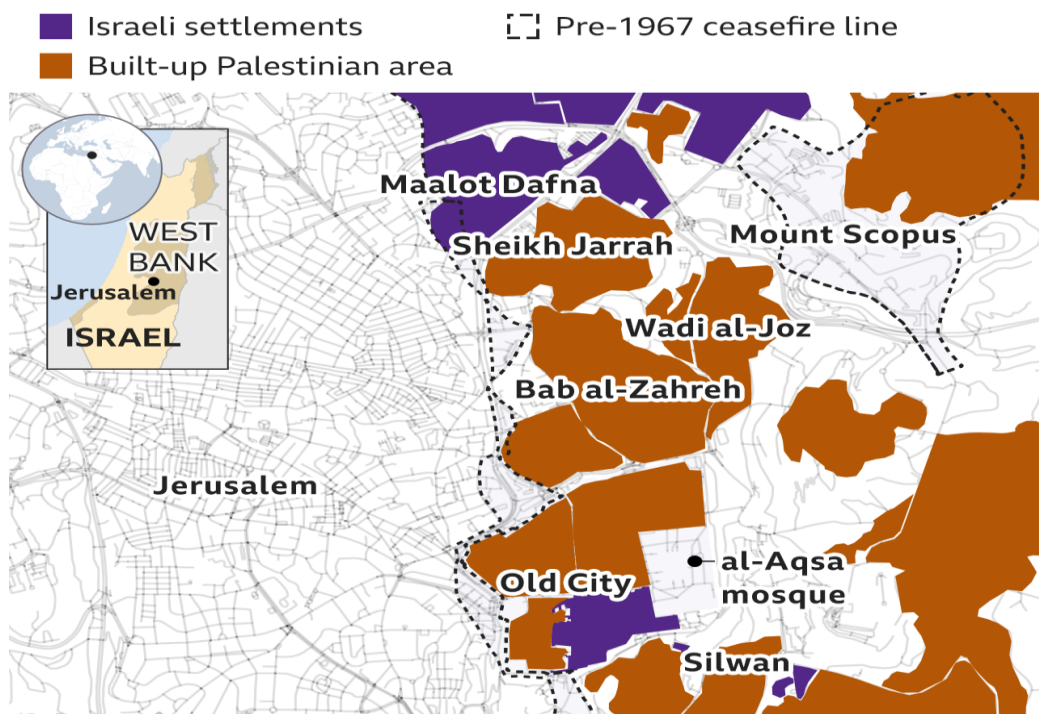 Israeli settlements
Pre-1967 ceasefire line
Built-up Palestinian area
Maalot Dafna
WEST
BANK
Sheikh Jarrah
Mount Scopus
Jerusalem
Wadi al-Joz
ISRAEL
Bab al-Zahreh
Jerusalem
al-Aqsa
mosque
Old City
Silwan